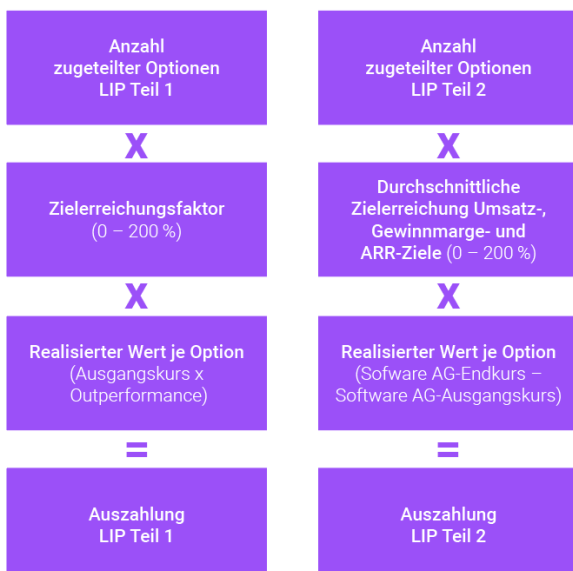 Anzahl
zugeteilter Optionen
LIP Teil 1
X
Zielerreichungsfaktor
(0 – 200 %)
X
Realisierter Wert je Option
(Ausgangskurs x
Outperformance)
=
Auszahlung
LIP Teil 1
Anzahl
zugeteilter Optionen
LIP Teil 2
X
Durchschnittliche
Zielerreichung Umsatz-,
Gewinnmarge- und
ARR-Ziele (0 – 200 %)
X
Realisierter Wert je Option
(Sofware AG-Endkurs –
Software AG-Ausgangskurs)
=
Auszahlung
LIP Teil 2